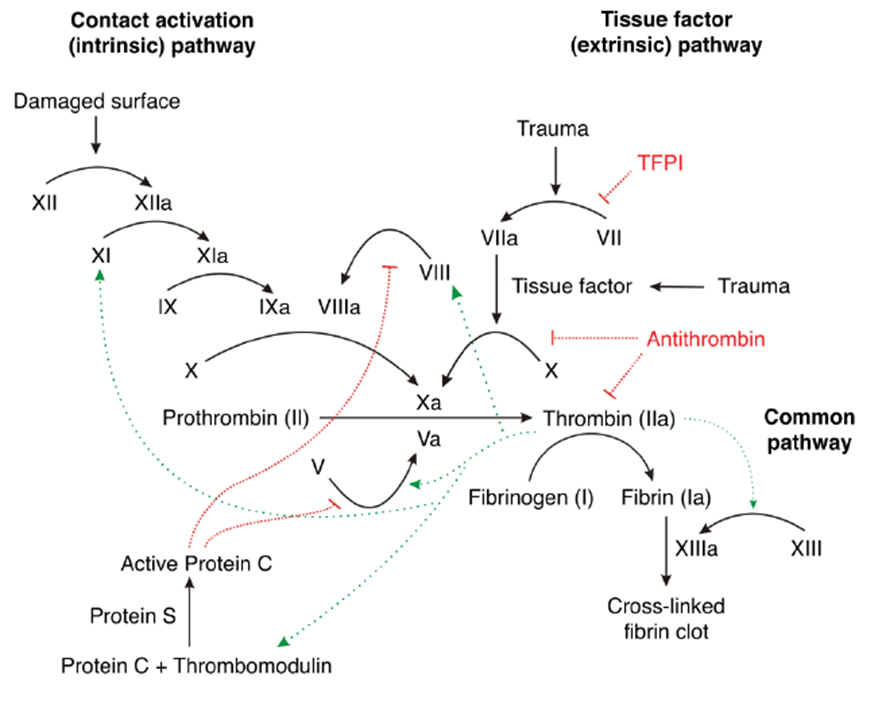 Contact activation
(intrinsic) pathway
Tissue factor
(extrinsic) pathway
Damaged surface
Trauma
TFPI
XII
XIIa
VIIa
VII
XI
XIa
VIII
IX
IXa
VIIIa
Tissue factor
Trauma
Antithrombin
X
X
Xa
Prothrombin (II)
Thrombin (IIa)
Common
pathway
Va
V
Fibrinogen (I)
Fibrin (Ia)
XIIIa
XIII
Active Protein C
Protein S
Cross-linked
fibrin clot
Protein C + Thrombomodulin